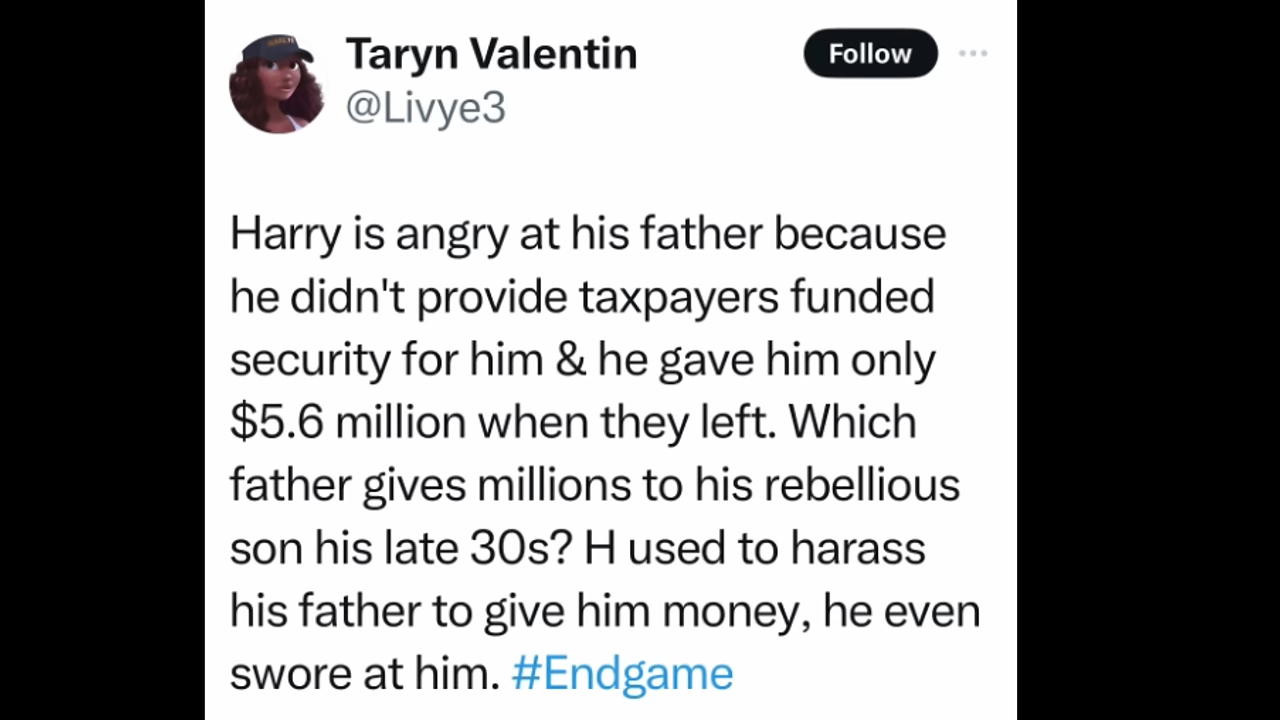 Taryn Valentin
Follow
@Livye3
Harry is angry at his father because
he didn't provide taxpayers funded
security for him & he gave him only
$5.6 million when they left. Which
father gives millions to his rebellious
son his late 30s? H used to harass
his father to give him money, he even
swore at him. #Endgame